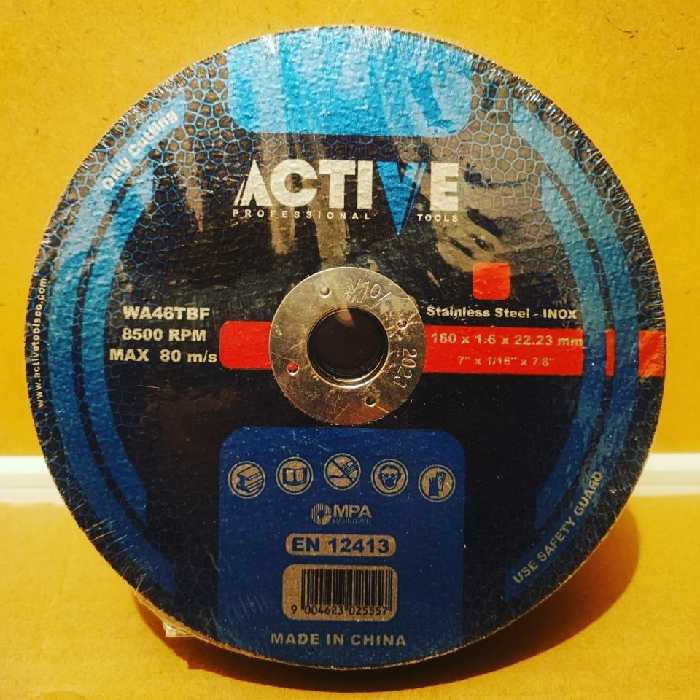 Only Cutting
ACTIVE
PROFESSIONAL TOOLS
www.activetoolsco.com
WA46TBF
8500 RPM
MAX 80 m/s
2023
Stainless Steel - INOX
180 x 1.6 x 22.23 mm
7" x 1/16" x 7.8"
MPA
EN 12413
MADE IN CHINA
USE SAFETY GUARD